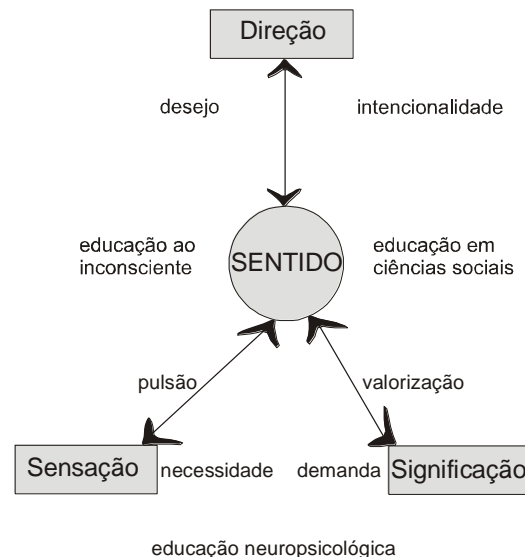 Direção
desejo intencionalidade
educação ao educação em
inconsciente SENTIDO ciências sociais
pulsão valorização
Sensação necessidade demanda Significação
educação neuropsicológica